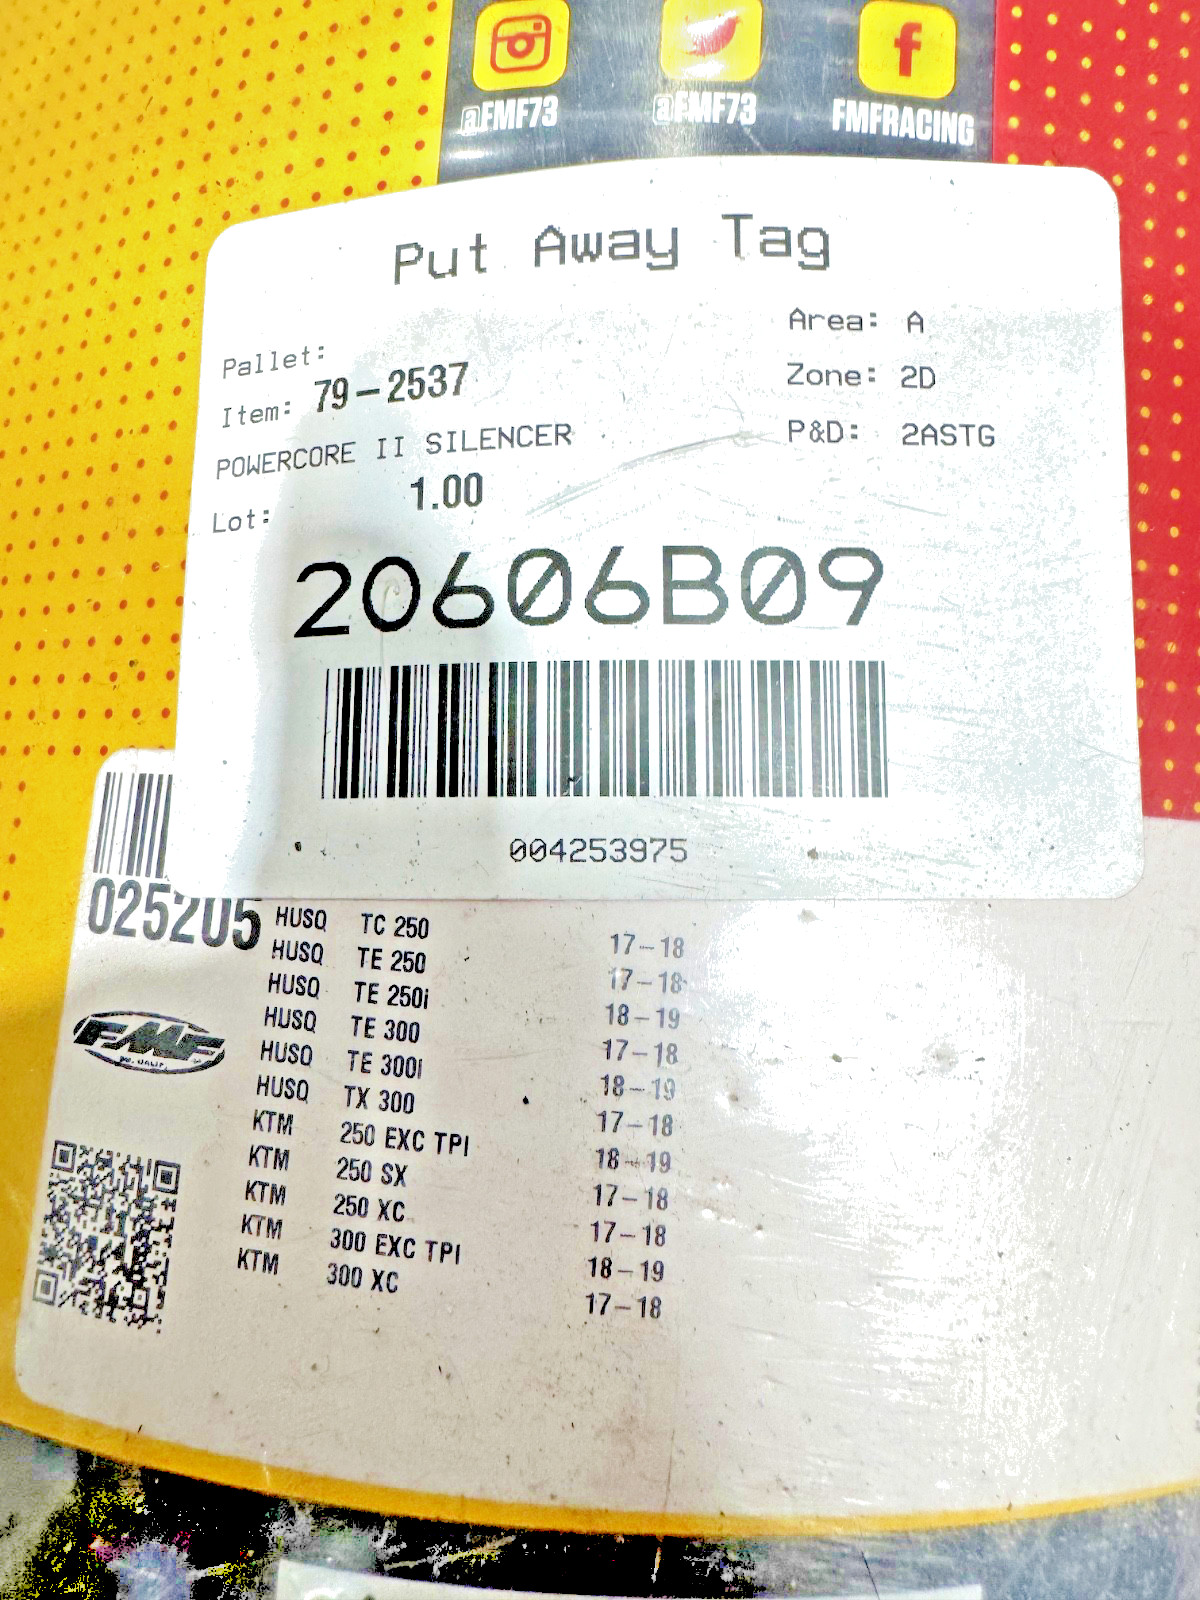 @FMF73 @FMF73 FMFRACING
Put Away Tag
Area: A
Pallet:
Zone: 2D
Item: 79-2537
P&D: 2ASTG
POWERCORE II SILENCER
1.00
Lot:
20606B09
004253975
025205
HUSQ TC 250 17-18
HUSQ TE 250 17-18
HUSQ TE 250i 18-19
HUSQ TE 300 17-18
HUSQ TE 300i 18-19
HUSQ TX 300 17-18
KTM 250 EXC TPI 18-19
KTM 250 SX 17-18
KTM 250 XC 17-18
KTM 300 EXC TPI 18-19
KTM 300 XC 17-18
FMF